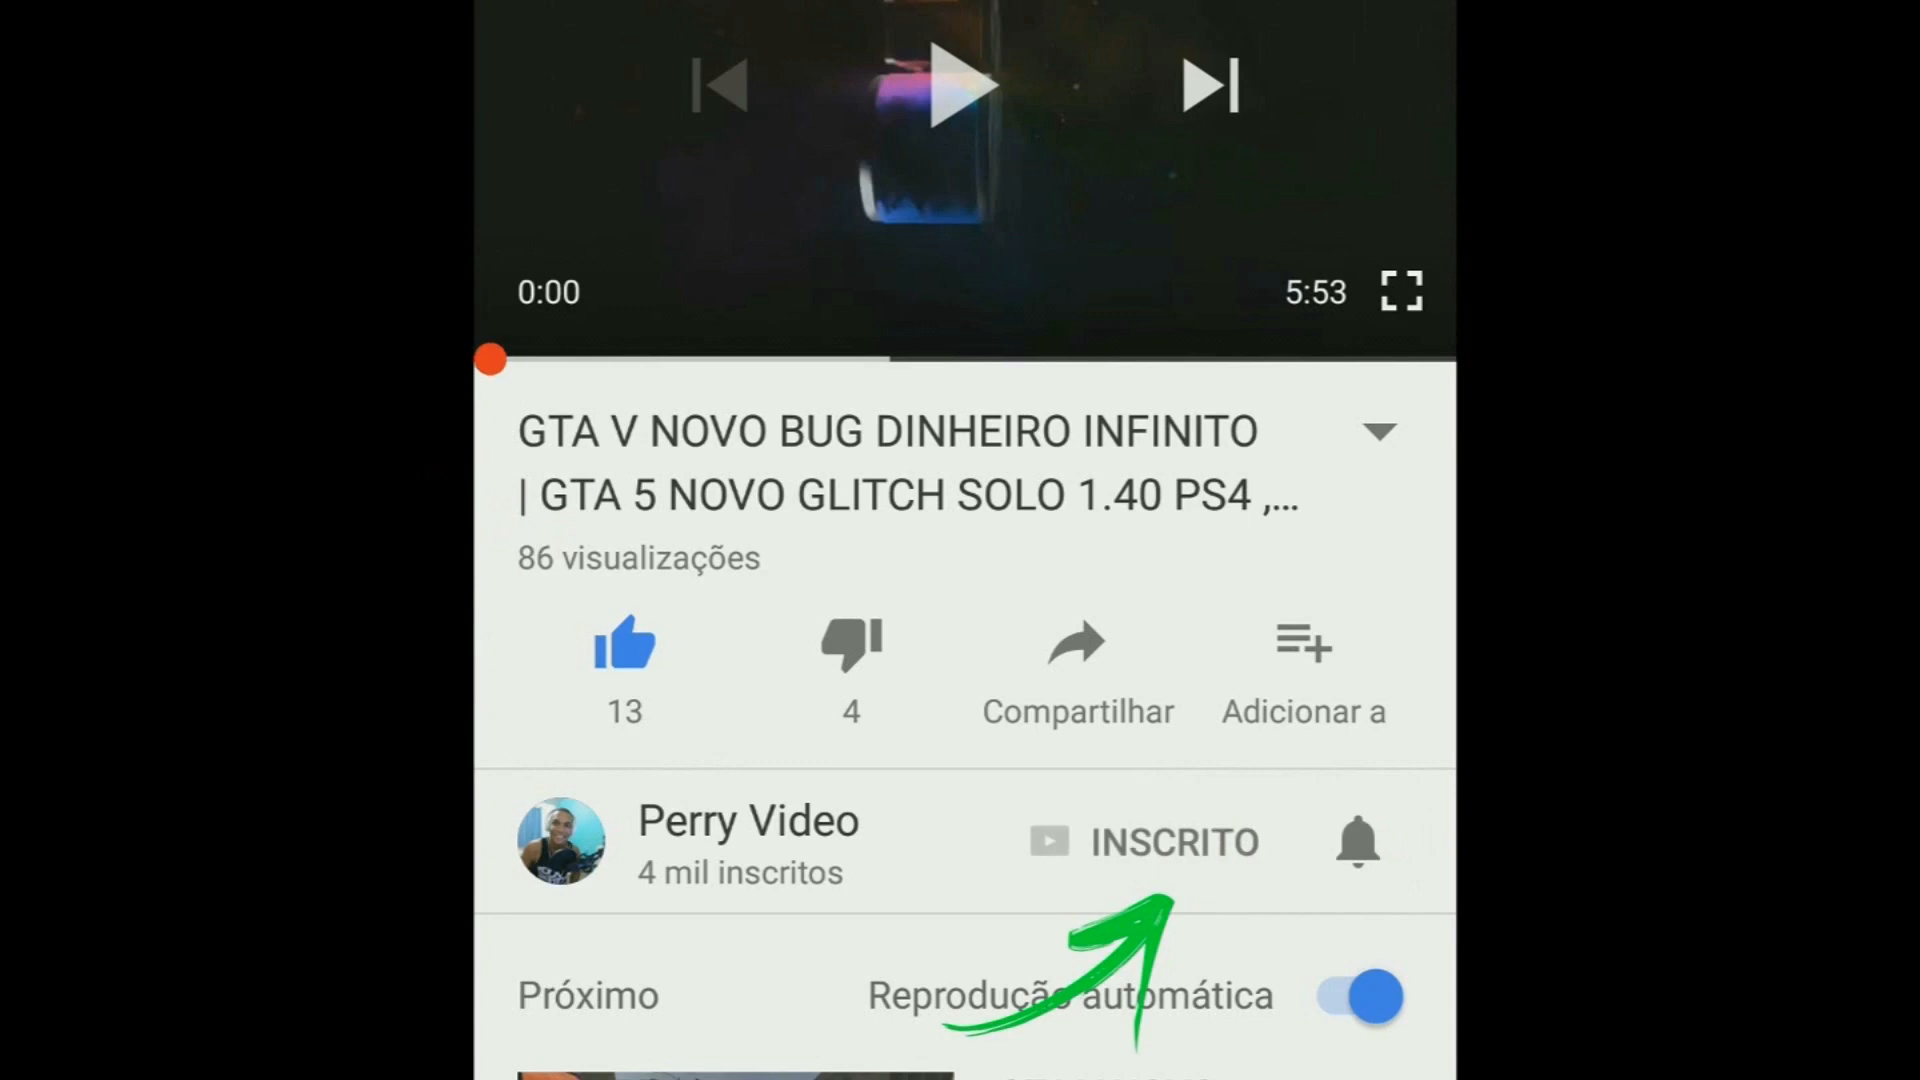 0:00
5:53
GTA V NOVO BUG DINHEIRO INFINITO
| GTA 5 NOVO GLITCH SOLO 1.40 PS4 ,...
86 visualizações
13
4
Compartilhar
Adicionar a
Perry Video
INSCRITO
4 mil inscritos
Próximo
Reprodução automática